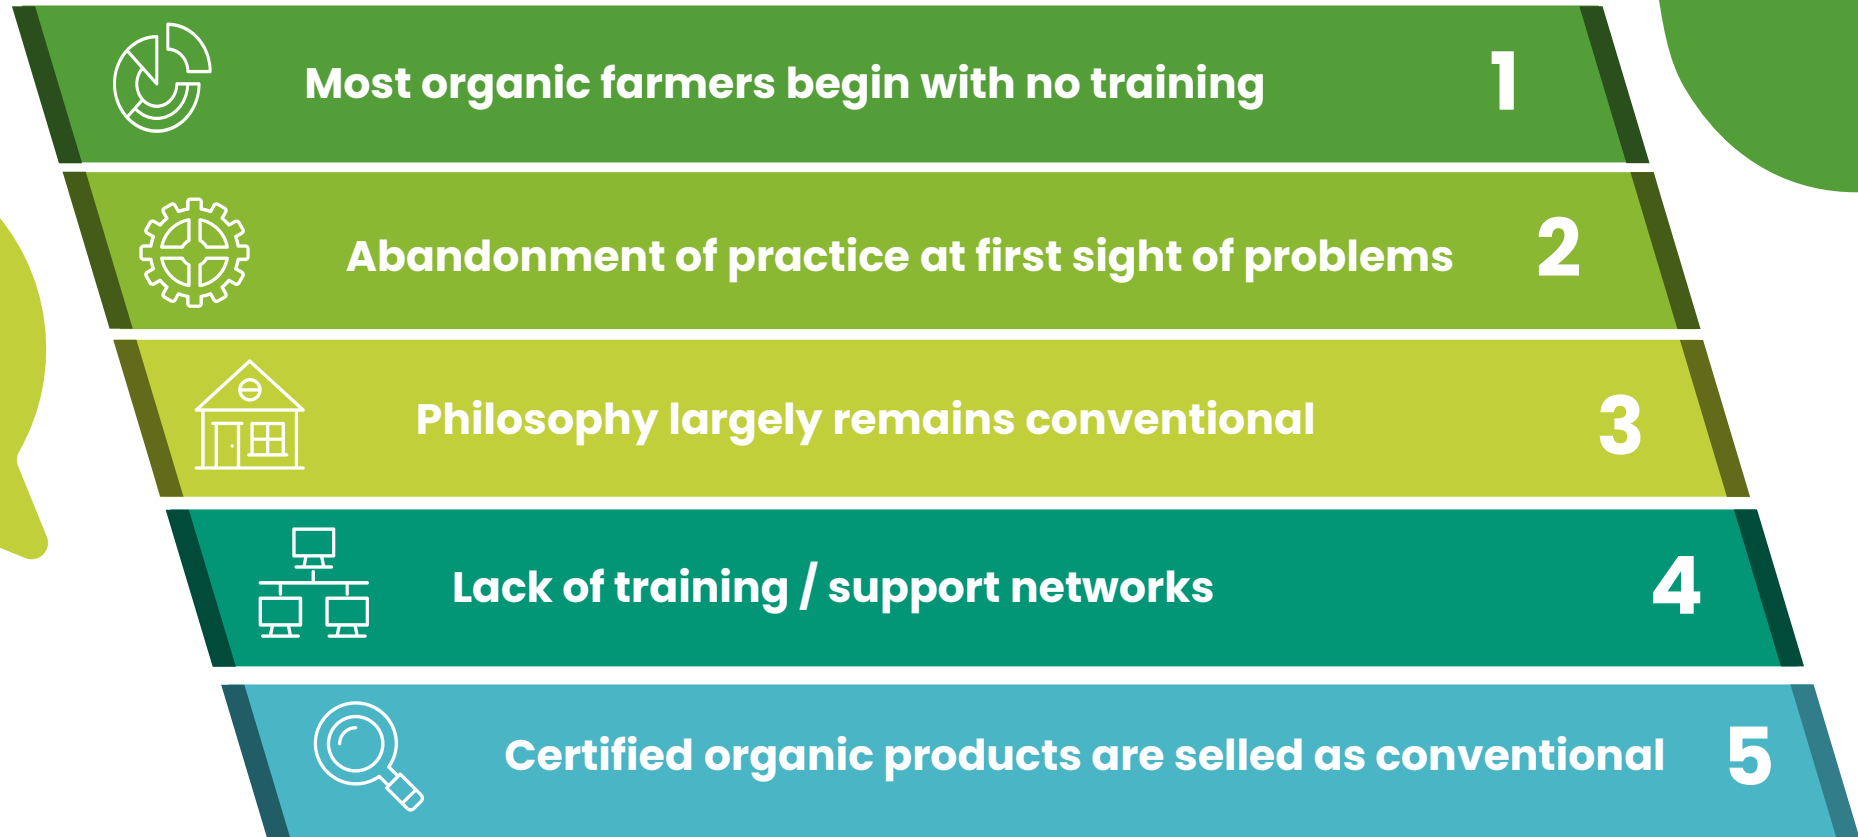 Most organic farmers begin with no training 1
Abandonment of practice at first sight of problems 2
Philosophy largely remains conventional 3
Lack of training / support networks 4
Certified organic products are selled as conventional 5